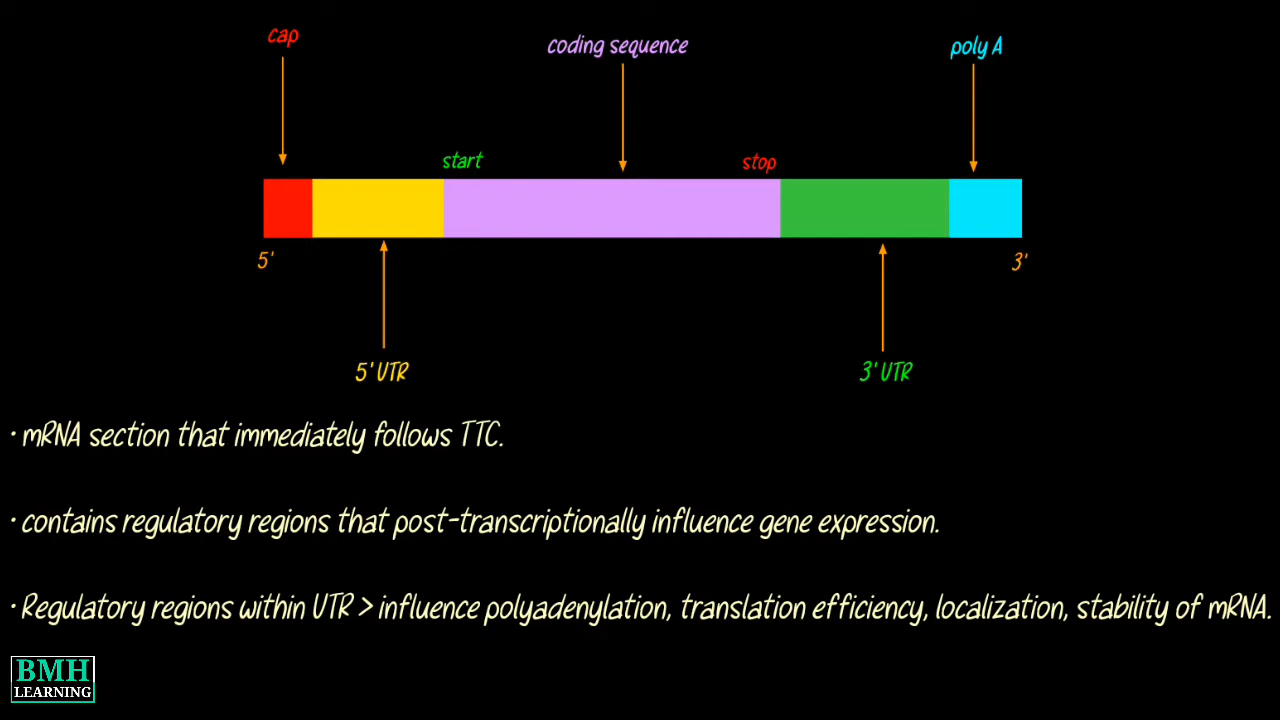 cap
coding sequence
poly A
start
stop
5'
3'
5' UTR
3' UTR
· mRNA section that immediately follows TTC.
· contains regulatory regions that post-transcriptionally influence gene expression.
· Regulatory regions within UTR > influence polyadenylation, translation efficiency, localization, stability of mRNA.
BMH
LEARNING